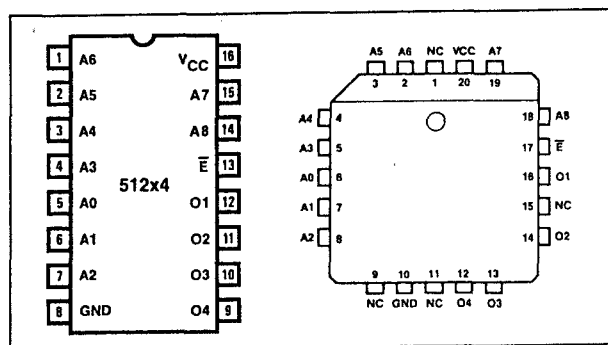 1 A6 VCC 16
2 A5 A7 15
3 A4 A8 14
4 A3 E̅ 13
512x4
5 A0 O1 12
6 A1 O2 11
7 A2 O3 10
8 GND O4 9
A5 A6 NC VCC A7
3 2 1 20 19
A4 4 18 A8
A3 5 17 E̅
A0 6 16 O1
A1 7 15 NC
A2 8 14 O2
9 10 11 12 13
NC GND NC O4 O3